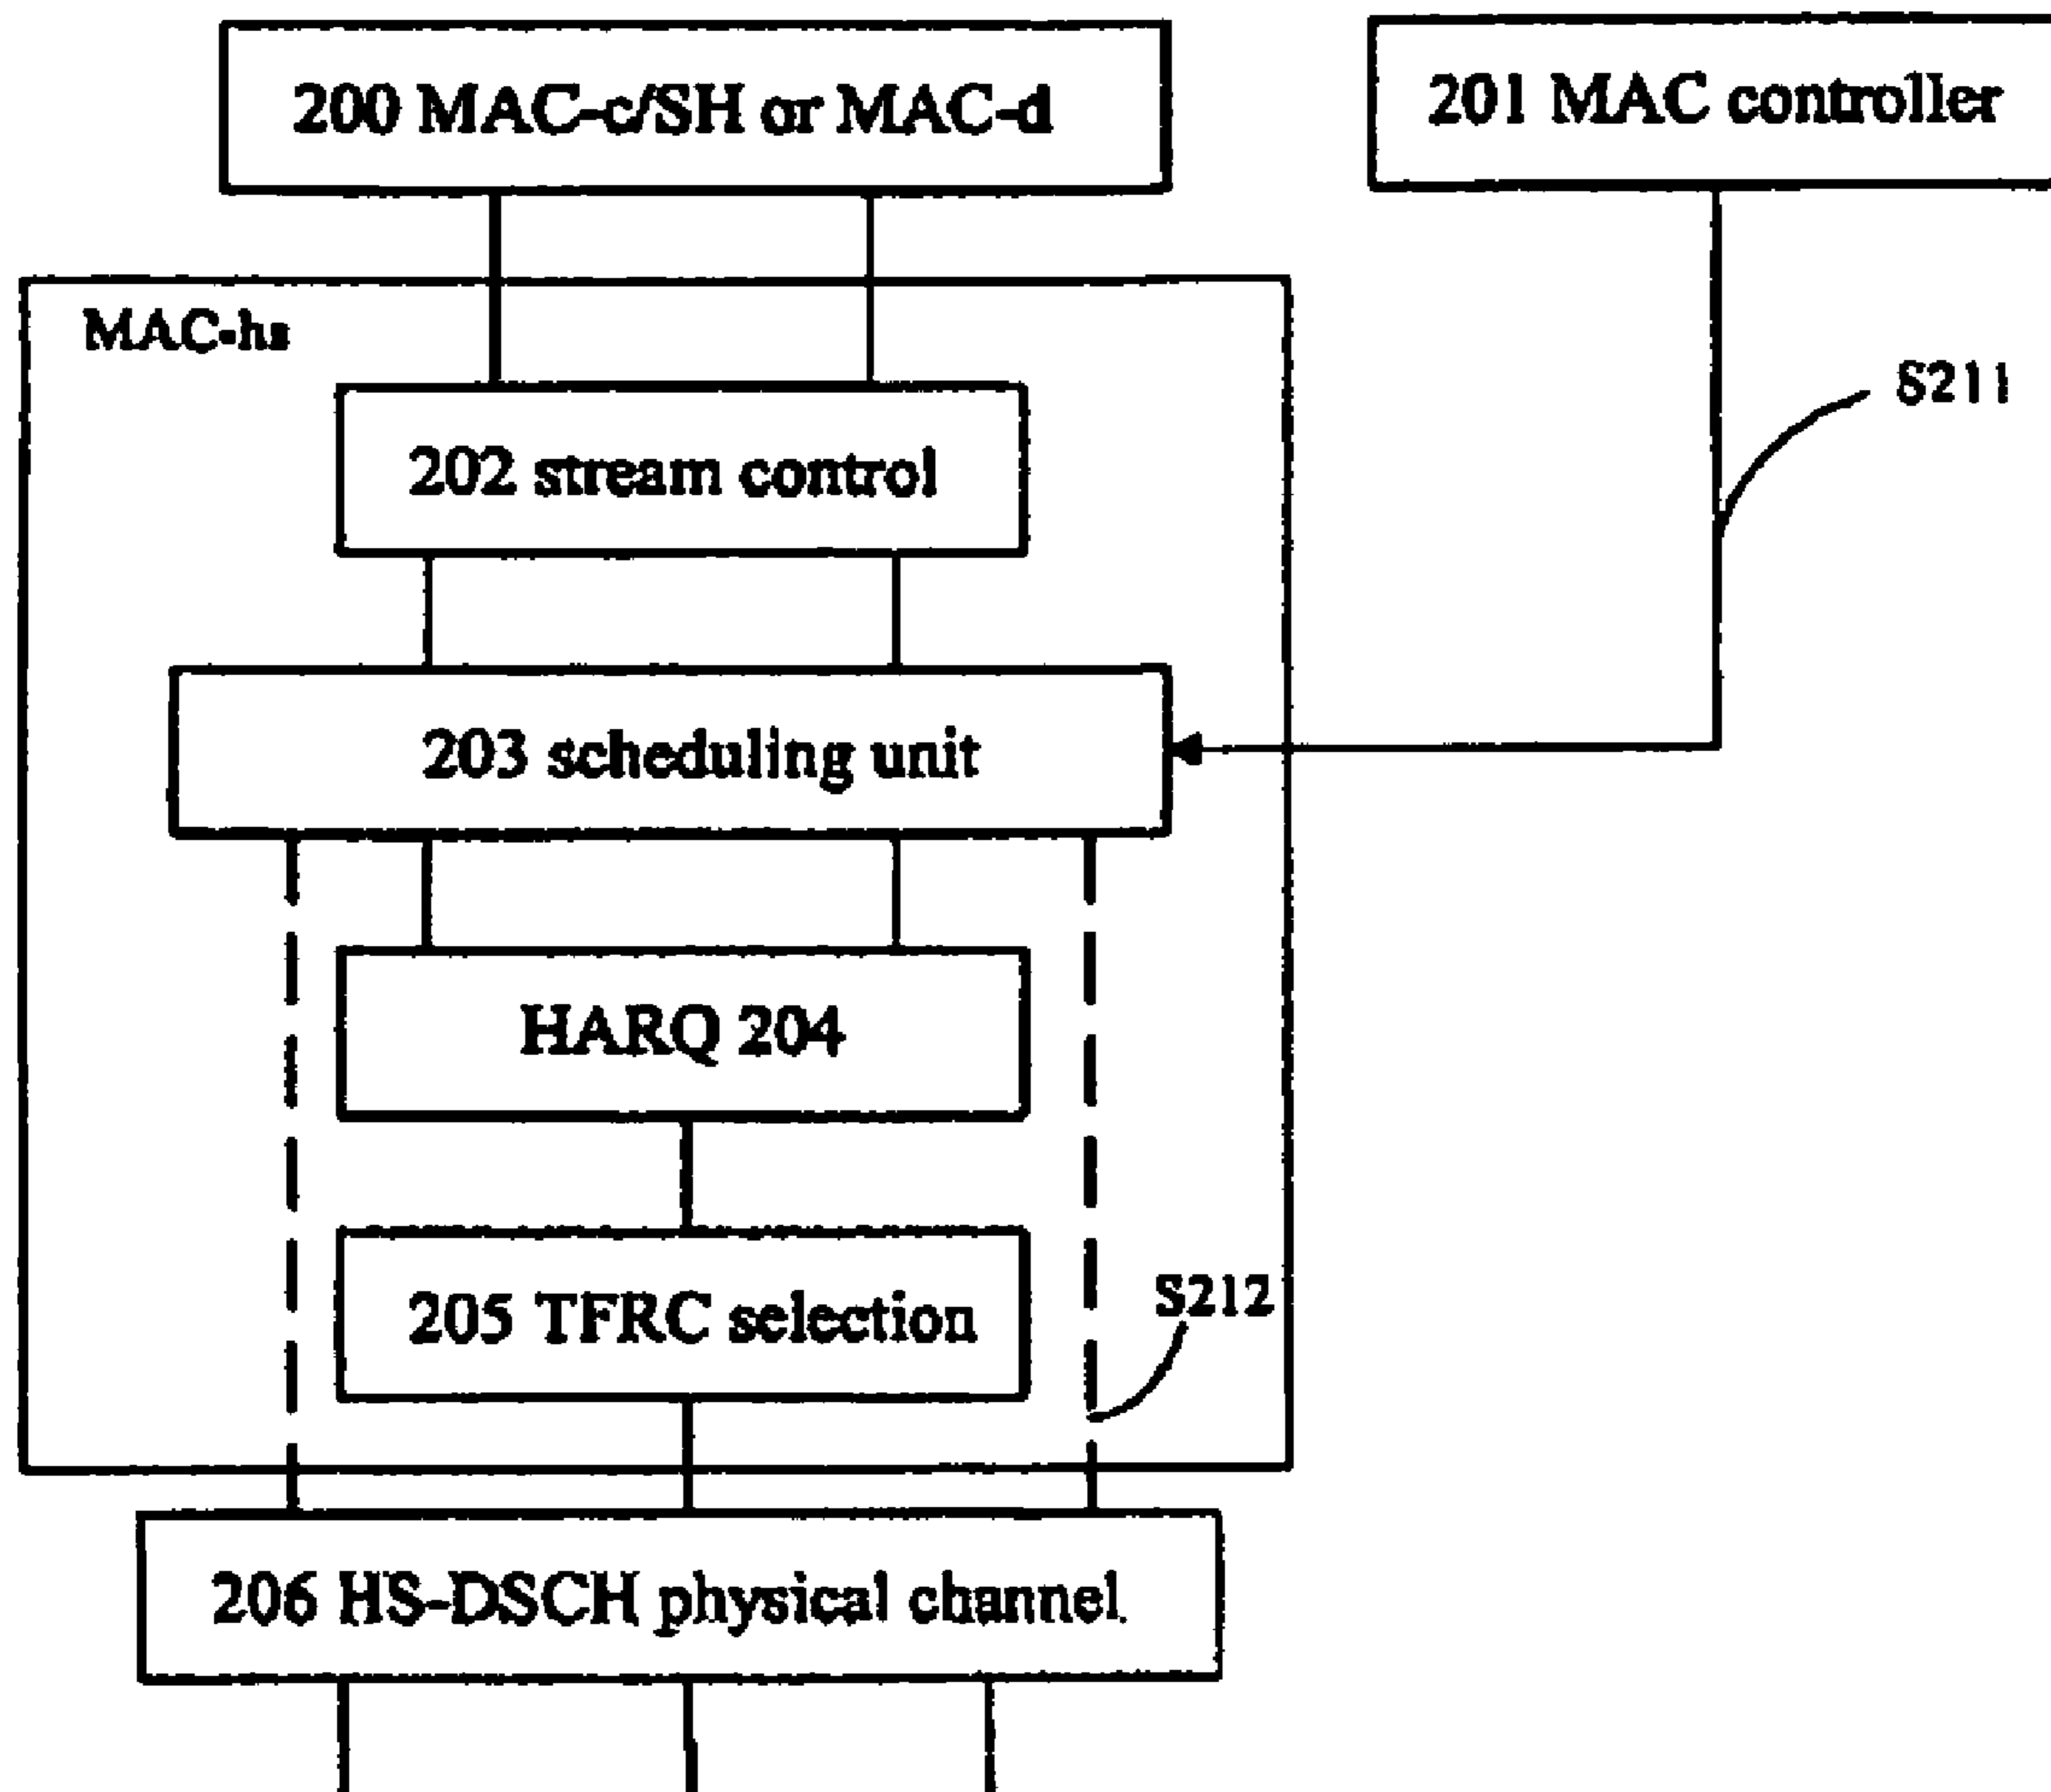 200 MAC-c/SH or MAC-d
201 MAC controller
MAC-hs
S211
202 stream control
203 scheduling unit
HARQ 204
205 TFRC selection
S212
206 HS-DSCH physical channel